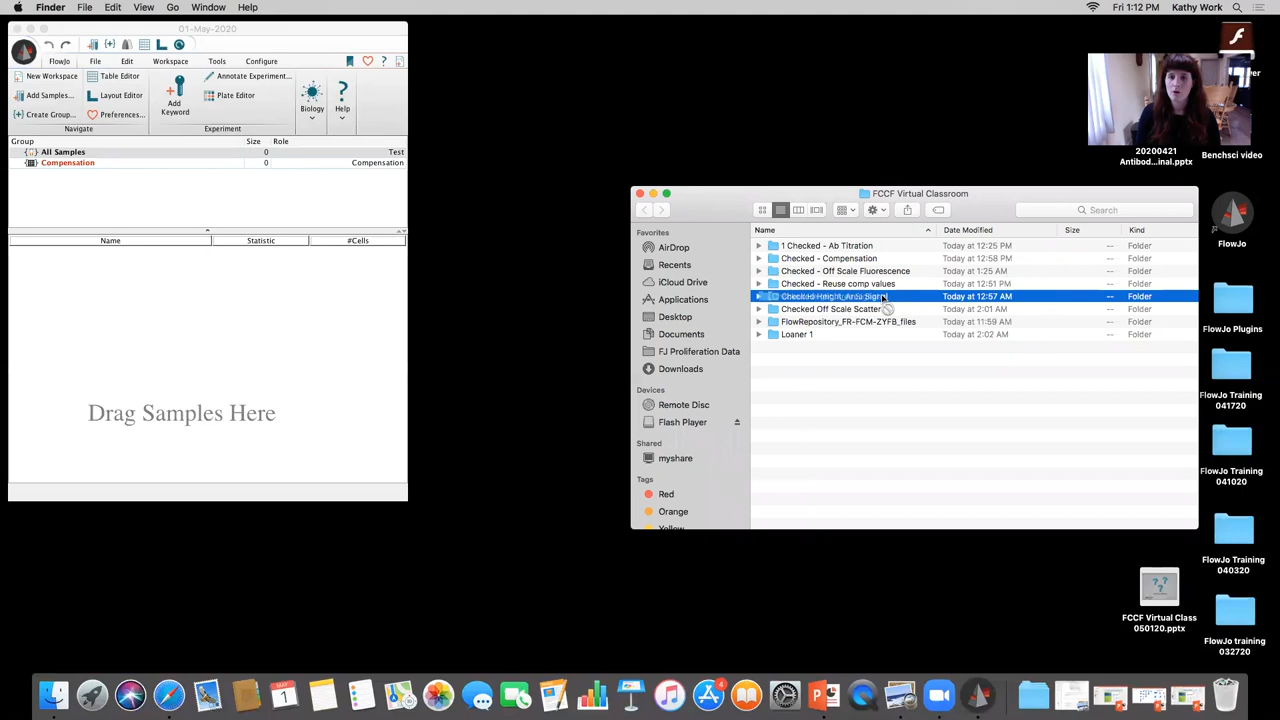 Finder File Edit View Go Window Help Fri 1:12 PM Kathy Work
01-May-2020
FlowJo File Edit Workspace Tools Configure
New Workspace Table Editor Annotate Experiment...
Add Samples... Layout Editor Plate Editor
Create Group... Preferences...
Add Keyword
Biology
Help
Navigate Experiment
Group Size Role
All Samples 0 Test
Compensation 0 Compensation
Name Statistic #Cells
Drag Samples Here
FCCF Virtual Classroom
Search
Favorites
AirDrop
Recents
iCloud Drive
Applications
Desktop
Documents
FJ Proliferation Data
Downloads
Devices
Remote Disc
Flash Player
Shared
myshare
Tags
Red
Orange
Yellow
Name Date Modified Size Kind
1 Checked - Ab Titration Today at 12:25 PM -- Folder
Checked - Compensation Today at 12:58 PM -- Folder
Checked - Off Scale Fluorescence Today at 1:25 AM -- Folder
Checked - Reuse comp values Today at 12:51 PM -- Folder
Checked Height_Area Signal Today at 12:57 AM -- Folder
Checked Off Scale Scatter Today at 2:01 AM -- Folder
FlowRepository_FR-FCM-ZYFB_files Today at 11:59 AM -- Folder
Loaner 1 Today at 2:02 AM -- Folder
20200421
Antibod...inal.pptx
Benchsci video
FlowJo
FlowJo Plugins
FlowJo Training
041720
FlowJo Training
041020
FlowJo Training
040320
FCCF Virtual Class
050120.pptx
FlowJo training
032720
MAY
1
4